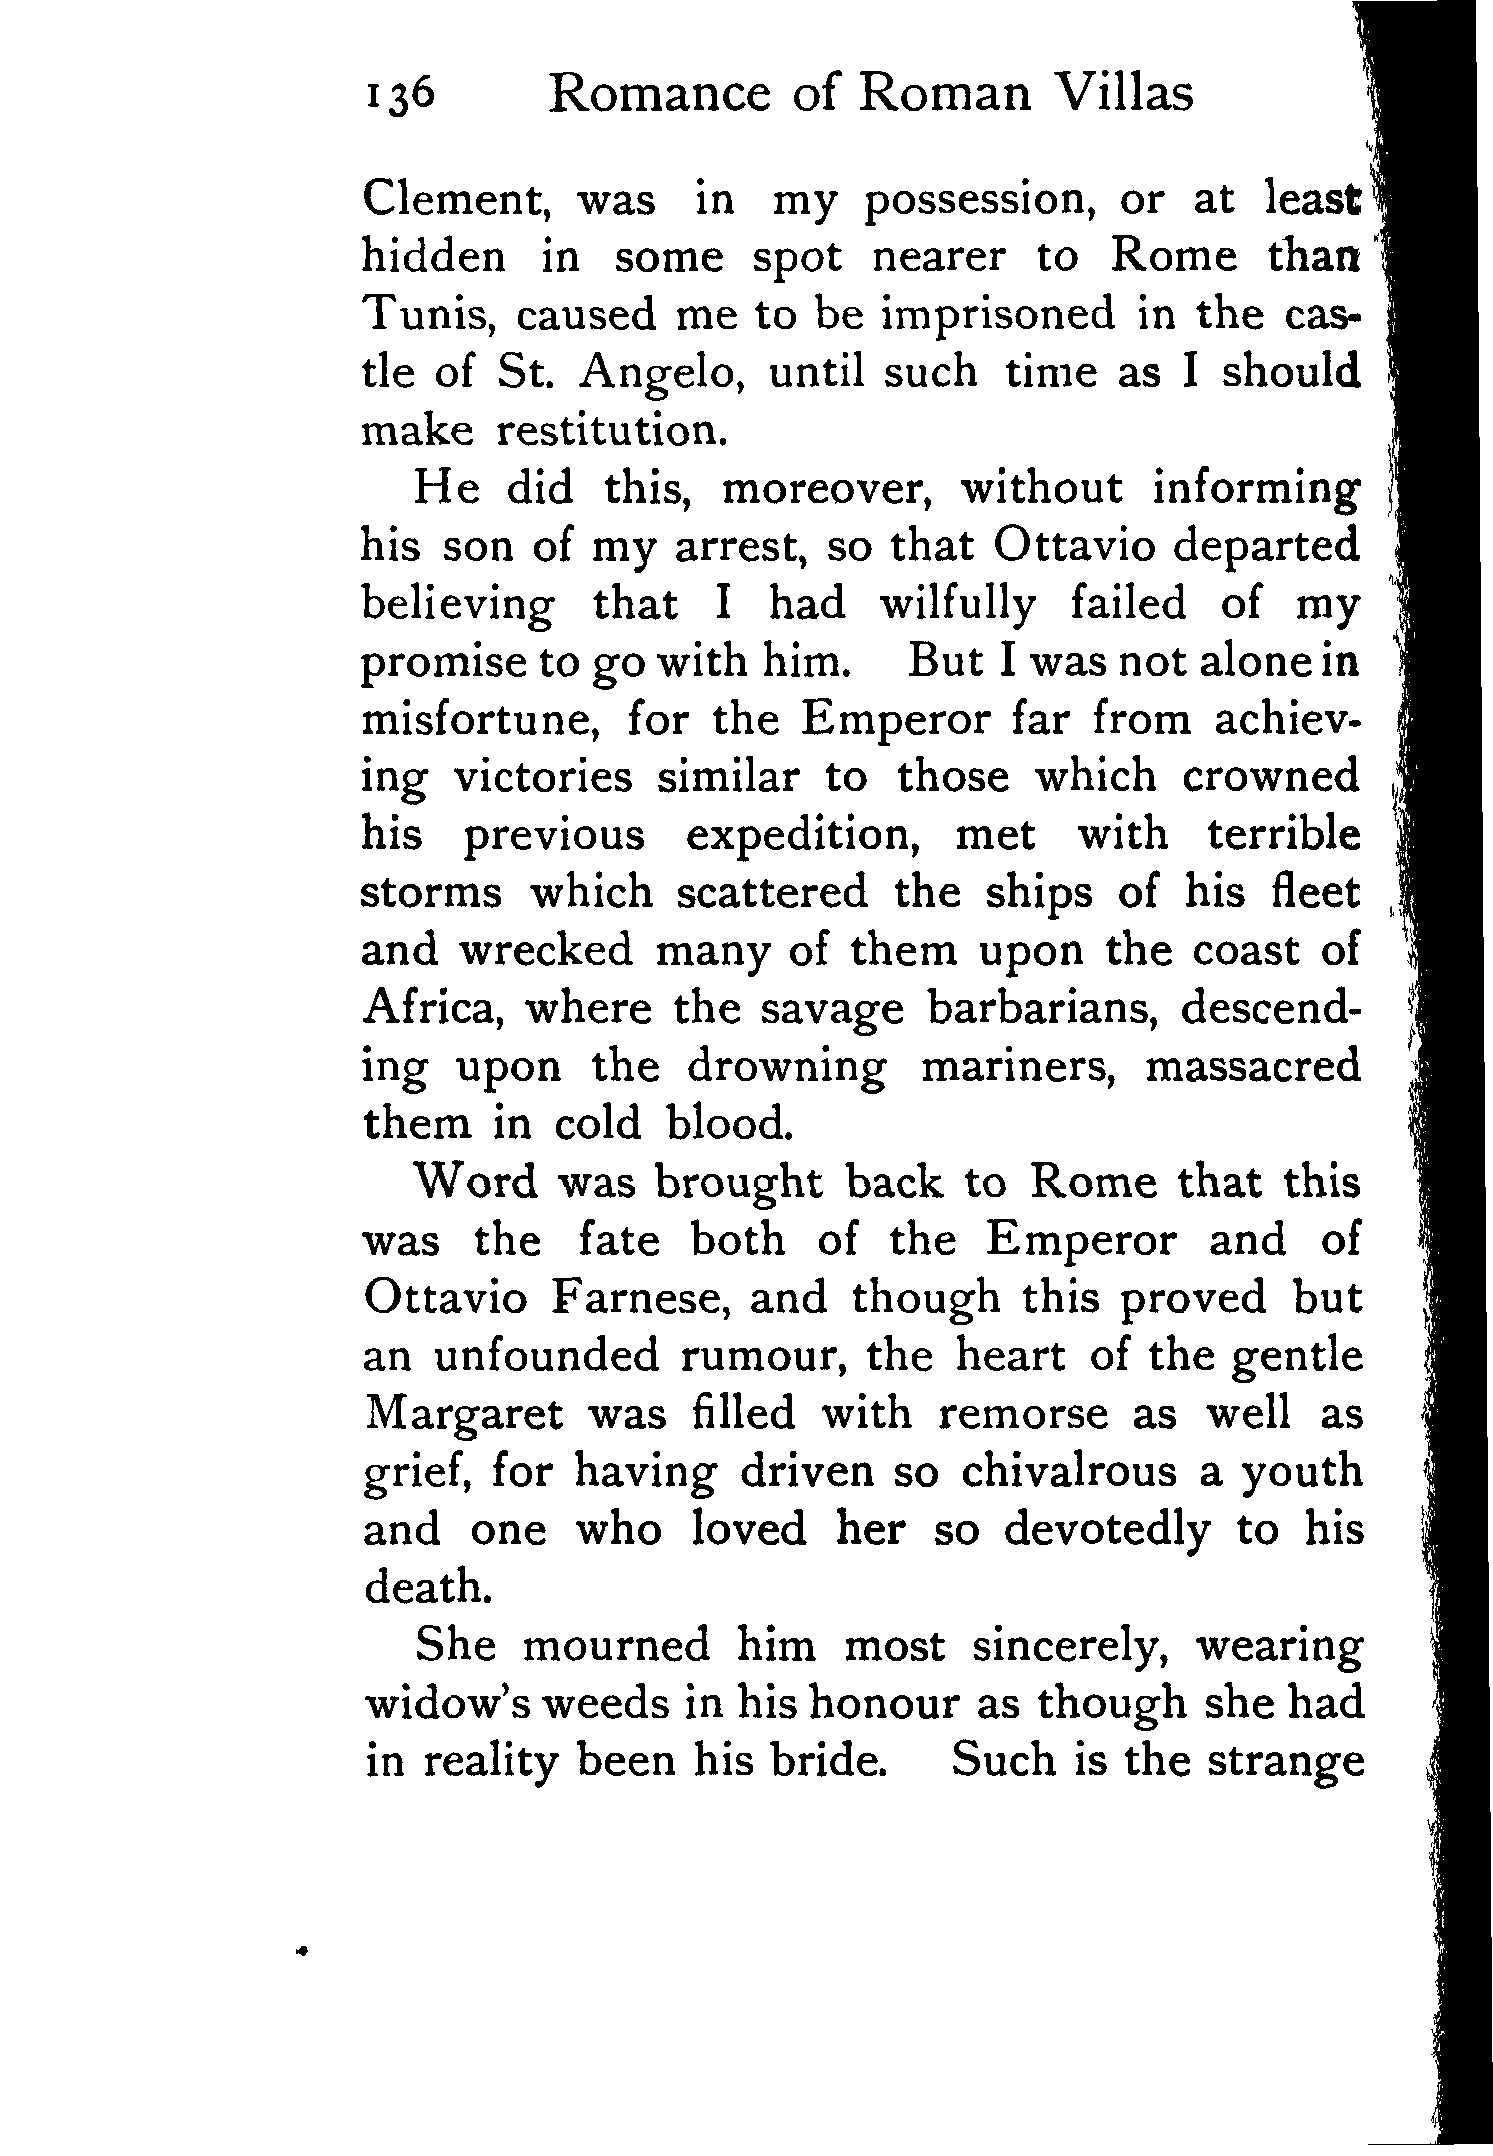 136 Romance of Roman Villas
Clement, was in my possession, or at least
hidden in some spot nearer to Rome than
Tunis, caused me to be imprisoned in the cas-
tle of St. Angelo, until such time as I should
make restitution.
He did this, moreover, without informing
his son of my arrest, so that Ottavio departed
believing that I had wilfully failed of my
promise to go with him. But I was not alone in
misfortune, for the Emperor far from achiev-
ing victories similar to those which crowned
his previous expedition, met with terrible
storms which scattered the ships of his fleet
and wrecked many of them upon the coast of
Africa, where the savage barbarians, descend-
ing upon the drowning mariners, massacred
them in cold blood.
Word was brought back to Rome that this
was the fate both of the Emperor and of
Ottavio Farnese, and though this proved but
an unfounded rumour, the heart of the gentle
Margaret was filled with remorse as well as
grief, for having driven so chivalrous a youth
and one who loved her so devotedly to his
death.
She mourned him most sincerely, wearing
widow's weeds in his honour as though she had
in reality been his bride. Such is the strange